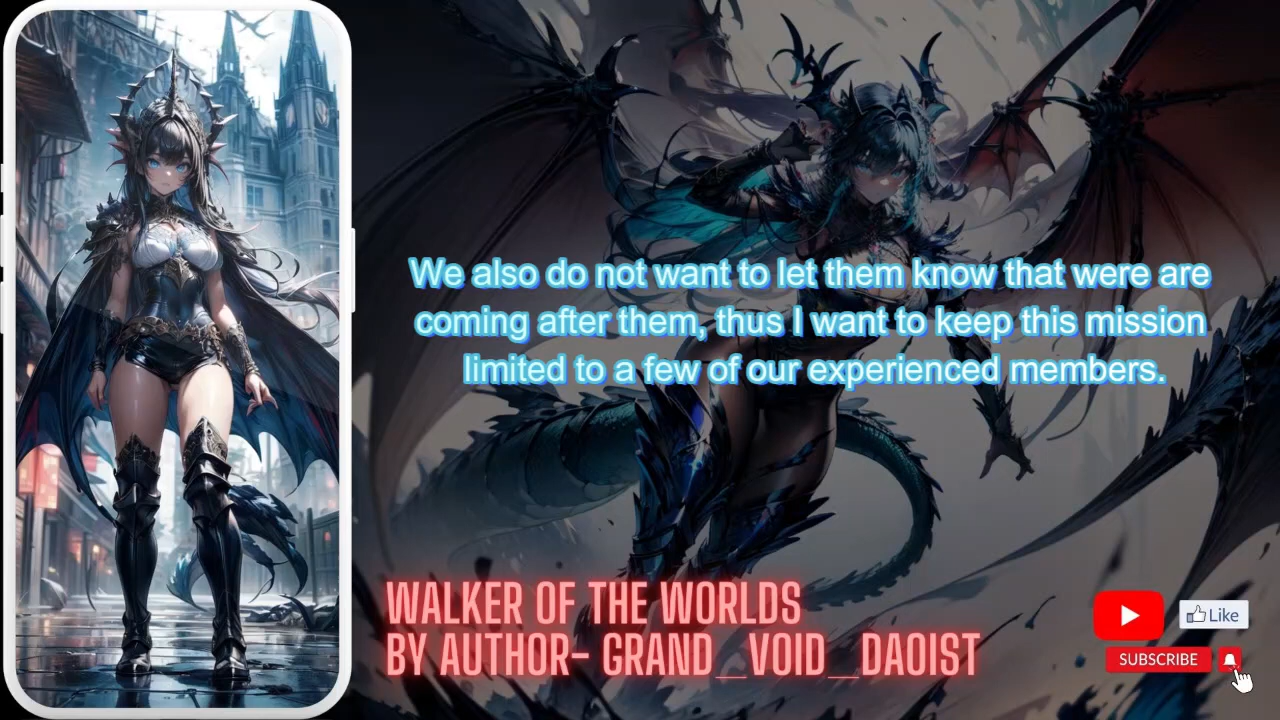 We also do not want to let them know that were are
coming after them, thus I want to keep this mission
limited to a few of our experienced members.
WALKER OF THE WORLDS
BY AUTHOR- GRAND_VOID_DAOIST
Like
SUBSCRIBE